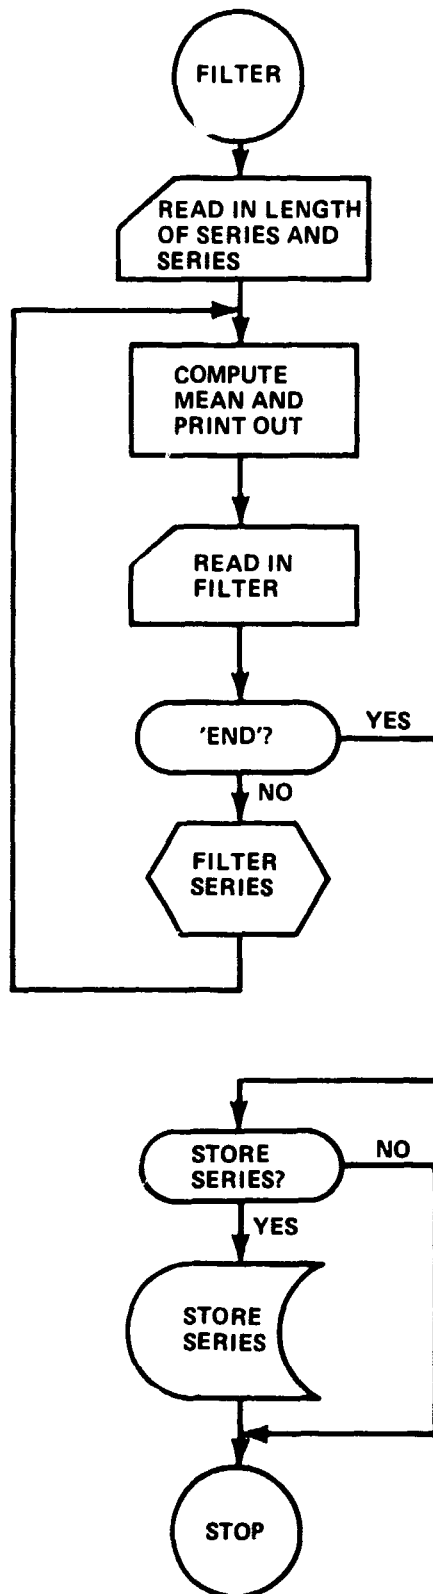 FILTER
READ IN LENGTH
OF SERIES AND
SERIES
COMPUTE
MEAN AND
PRINT OUT
READ IN
FILTER
'END'?
YES
NO
FILTER
SERIES
STORE
SERIES?
NO
YES
STORE
SERIES
STOP